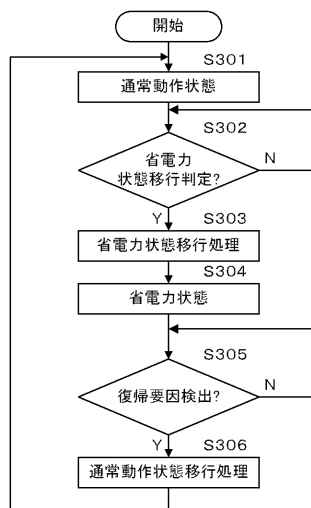 開始
S301
通常動作状態
S302
省電力
状態移行判定?
N
Y
S303
省電力状態移行処理
S304
省電力状態
S305
復帰要因検出?
N
Y
S306
通常動作状態移行処理